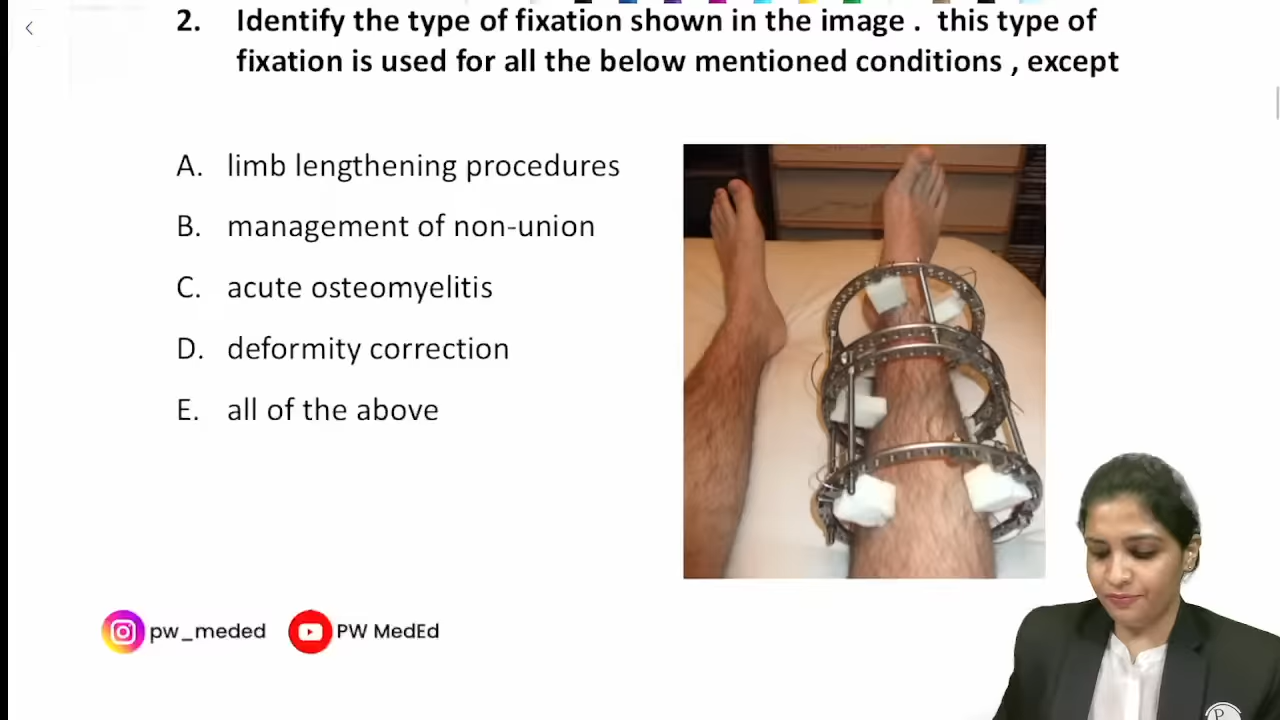 2. Identify the type of fixation shown in the image . this type of
fixation is used for all the below mentioned conditions , except
A. limb lengthening procedures
B. management of non-union
C. acute osteomyelitis
D. deformity correction
E. all of the above
pw_meded PW MedEd
P